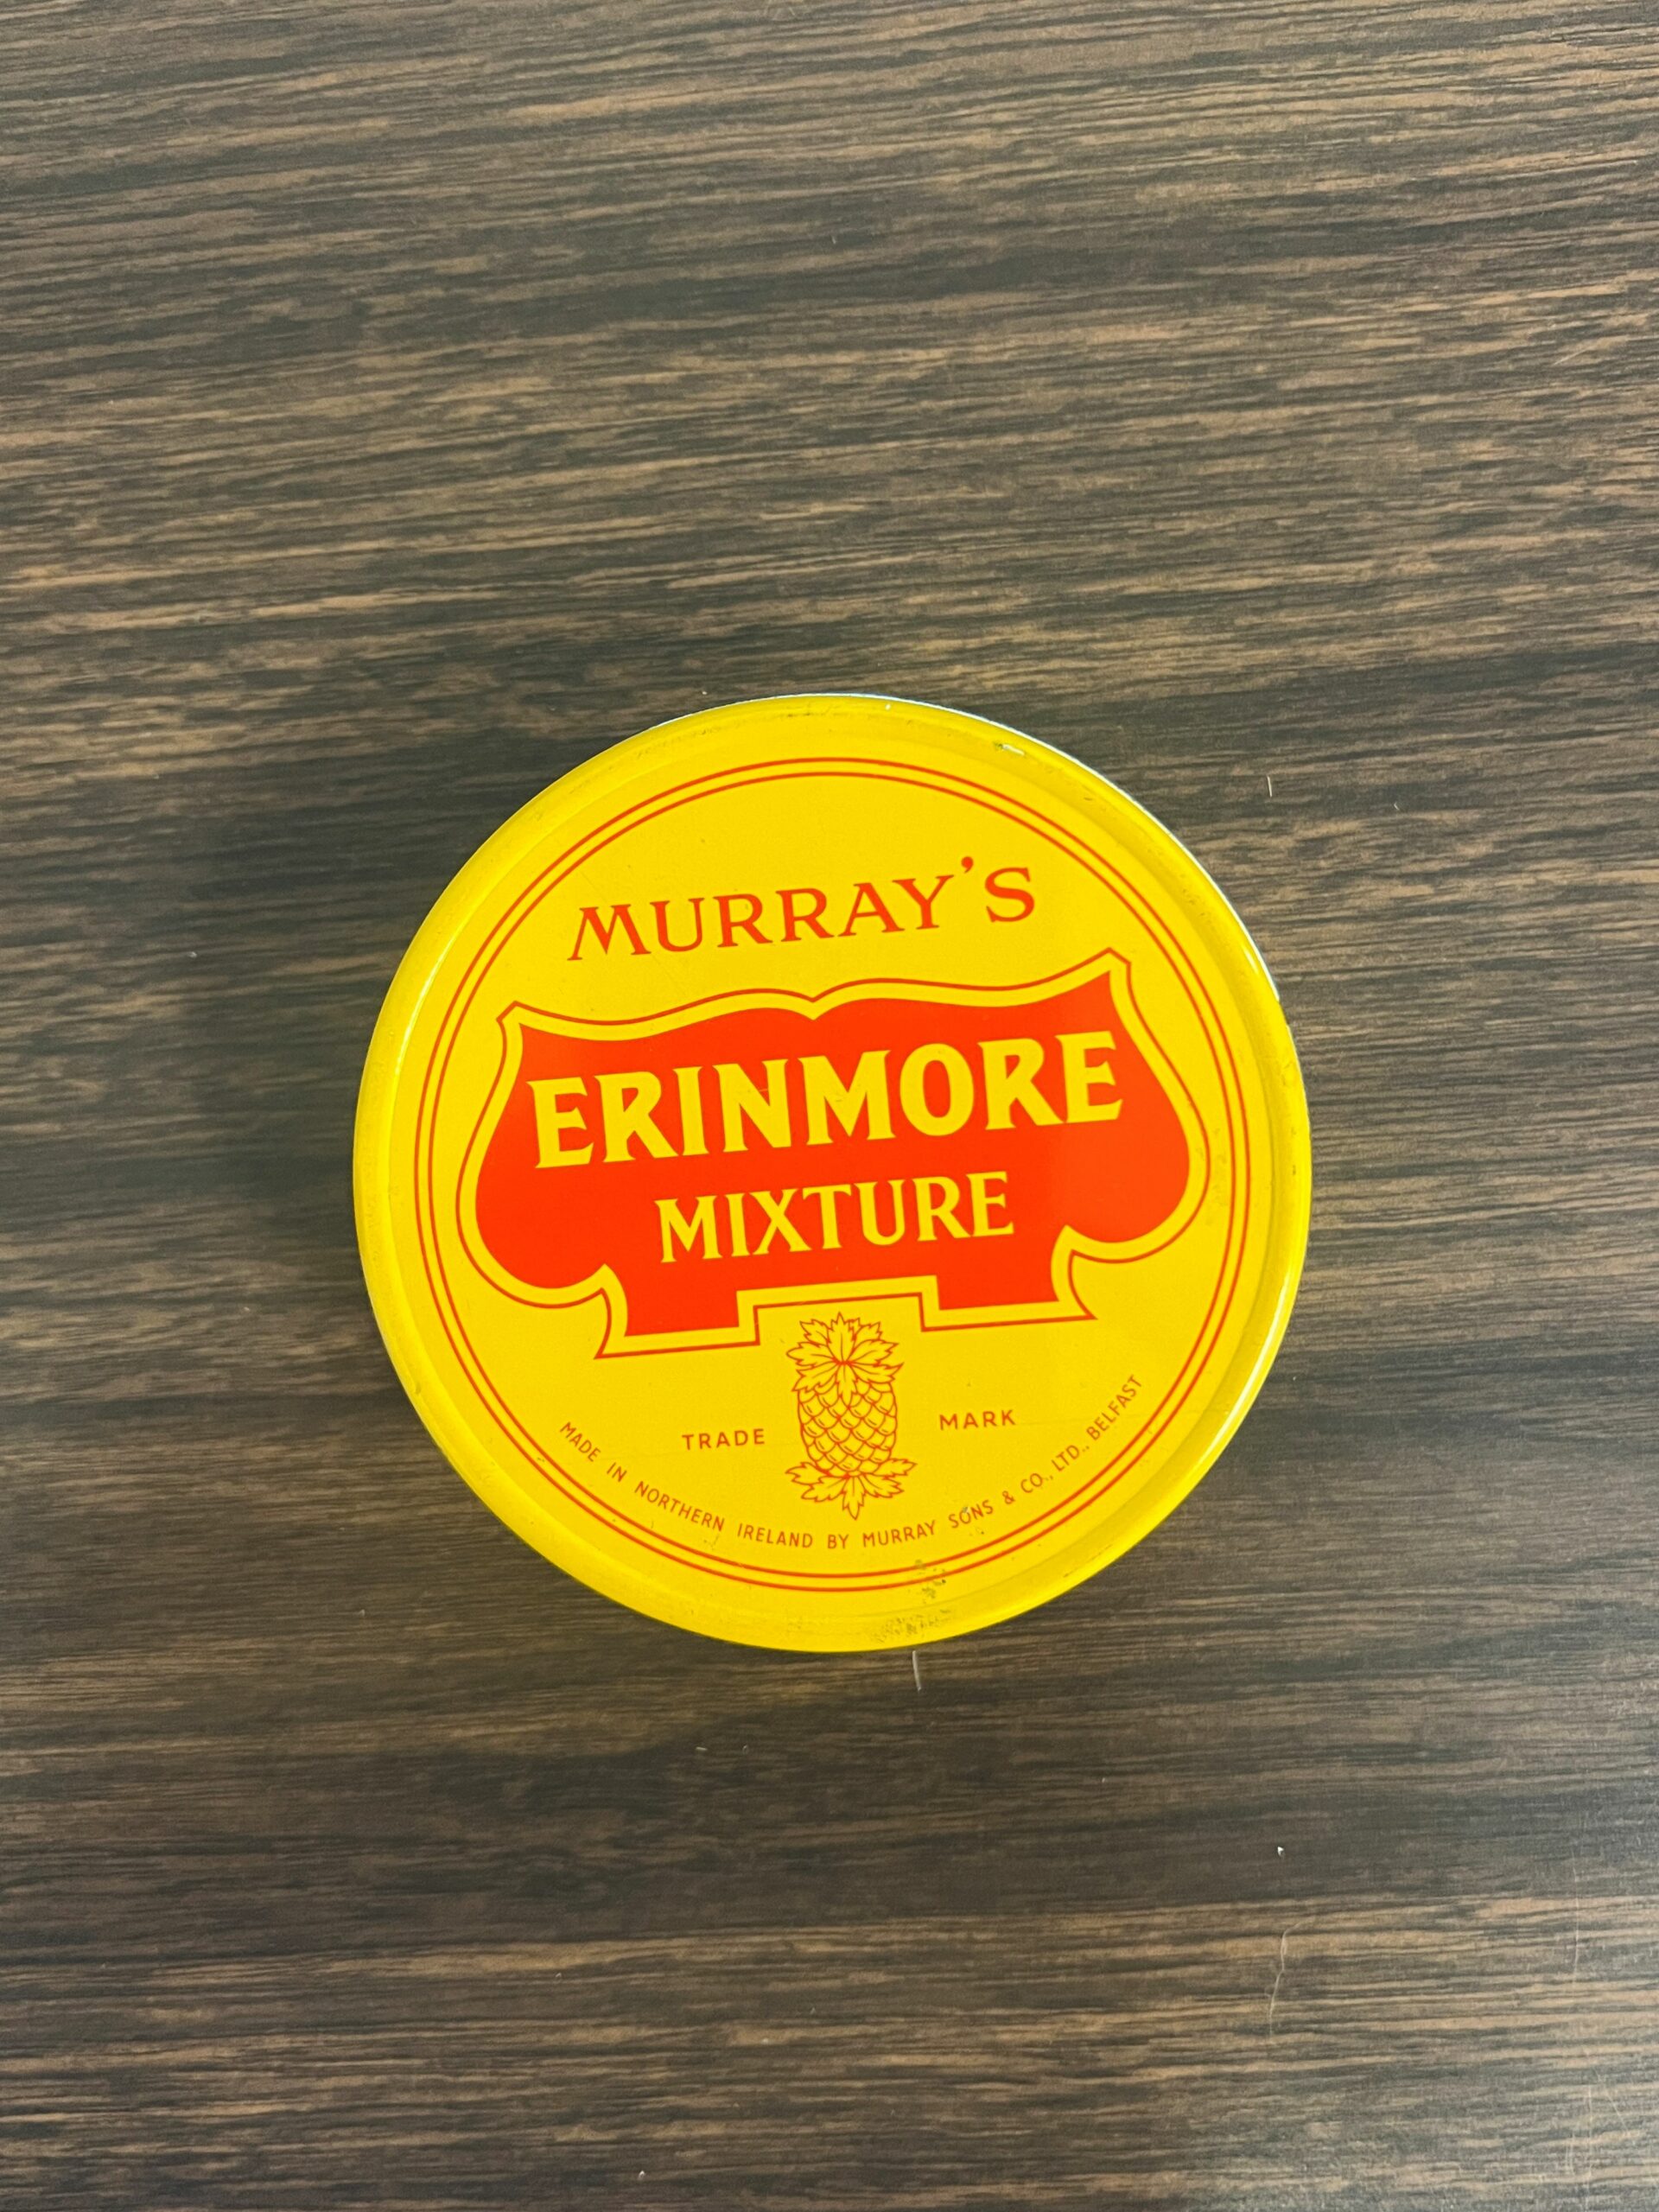 MURRAY'S
ERINMORE
MIXTURE
TRADE MARK
MADE IN NORTHERN IRELAND BY MURRAY SONS & CO., LTD., BELFAST